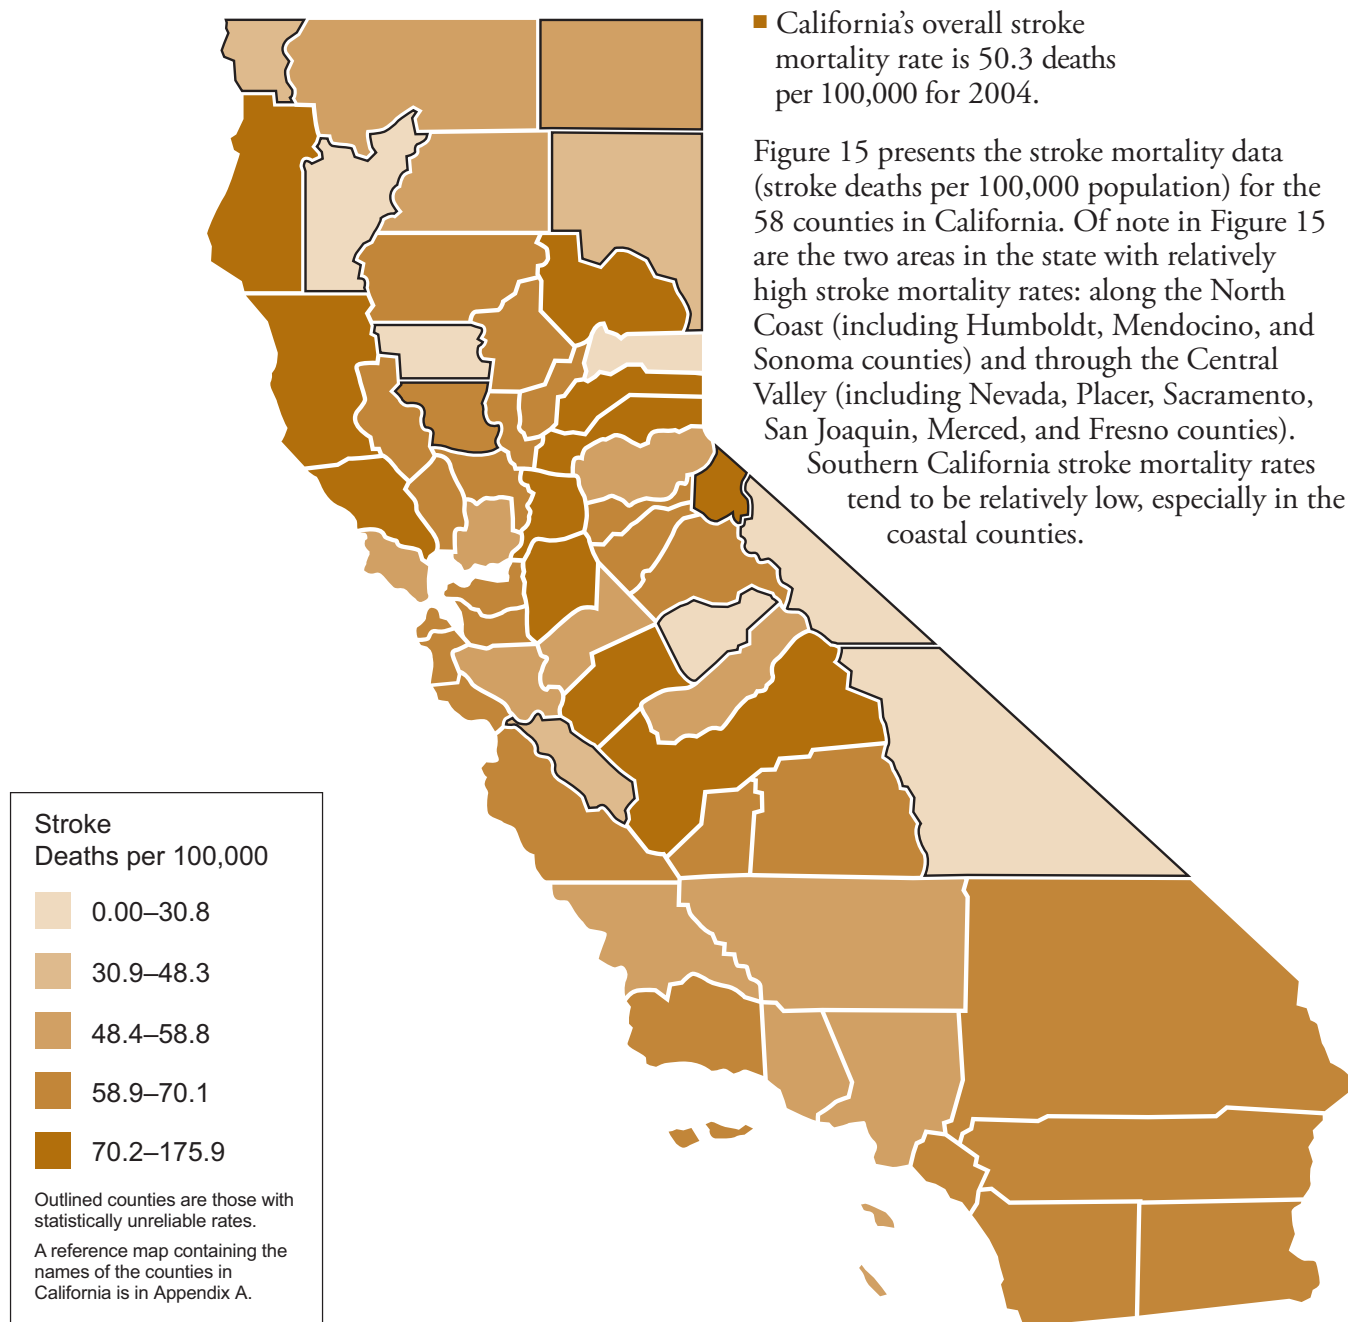 ■ California’s overall stroke
mortality rate is 50.3 deaths
per 100,000 for 2004.
Figure 15 presents the stroke mortality data
(stroke deaths per 100,000 population) for the
58 counties in California. Of note in Figure 15
are the two areas in the state with relatively
high stroke mortality rates: along the North
Coast (including Humboldt, Mendocino, and
Sonoma counties) and through the Central
Valley (including Nevada, Placer, Sacramento,
San Joaquin, Merced, and Fresno counties).
Southern California stroke mortality rates
tend to be relatively low, especially in the
coastal counties.
Stroke
Deaths per 100,000
0.00–30.8
30.9–48.3
48.4–58.8
58.9–70.1
70.2–175.9
Outlined counties are those with
statistically unreliable rates.
A reference map containing the
names of the counties in
California is in Appendix A.